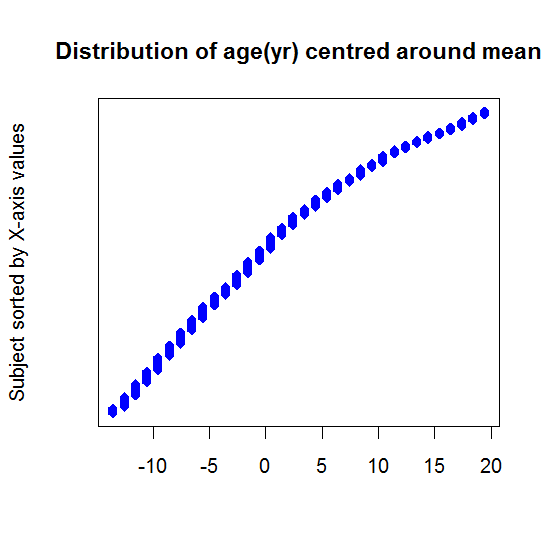 Distribution of age(yr) centred around mean
Subject sorted by X-axis values
-10 -5 0 5 10 15 20